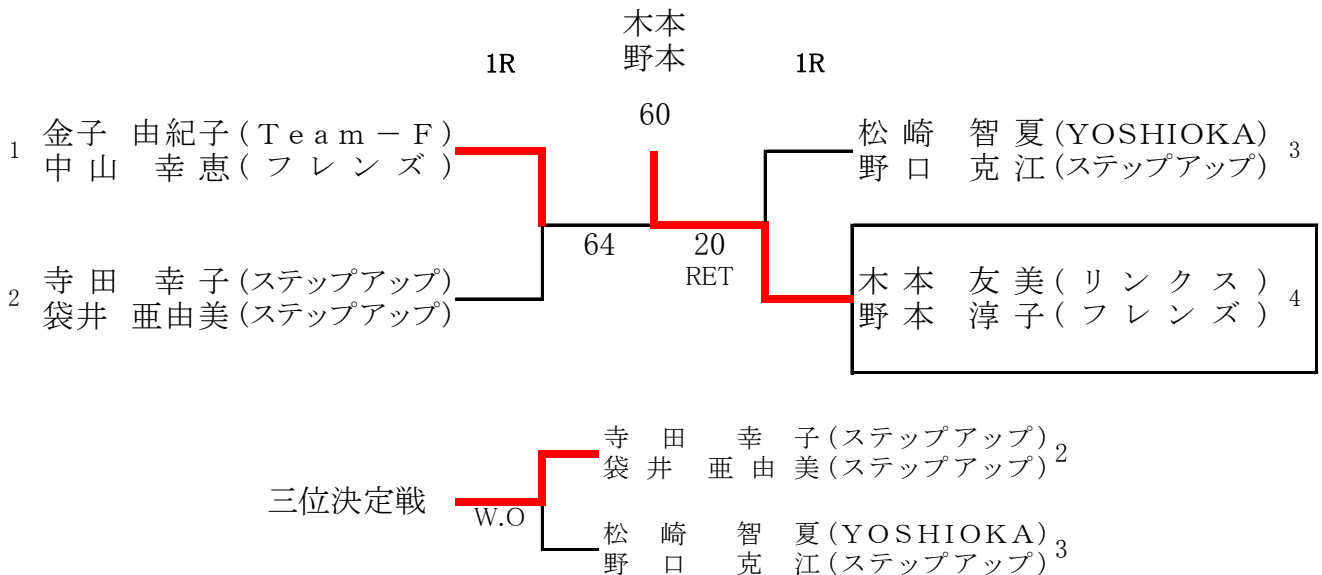 木本
野本
1R
1R
60
1 金子 由紀子(Team－F)
中山 幸恵(フレンズ)
松崎 智夏(YOSHIOKA) 3
野口 克江(ステップアップ)
64
20
RET
2 寺田 幸子(ステップアップ)
袋井 亜由美(ステップアップ)
木本 友美(リンクス) 4
野本 淳子(フレンズ)
寺田 幸子(ステップアップ) 2
袋井 亜由美(ステップアップ)
三位決定戦
W.O
松崎 智夏(YOSHIOKA) 3
野口 克江(ステップアップ)